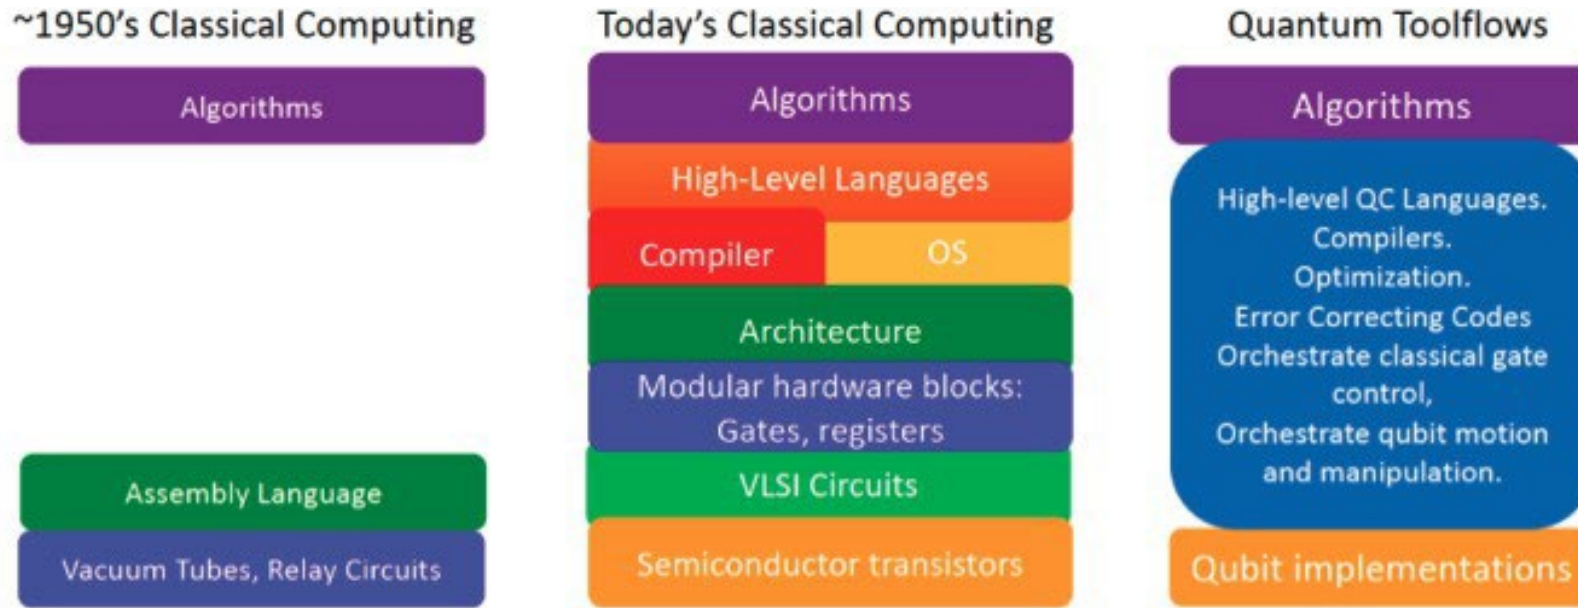 ~1950's Classical Computing
Algorithms
Assembly Language
Vacuum Tubes, Relay Circuits
Today's Classical Computing
Algorithms
High-Level Languages
Compiler
OS
Architecture
Modular hardware blocks:
Gates, registers
VLSI Circuits
Semiconductor transistors
Quantum Toolflows
Algorithms
High-level QC Languages.
Compilers.
Optimization.
Error Correcting Codes
Orchestrate classical gate
control,
Orchestrate qubit motion
and manipulation.
Qubit implementations